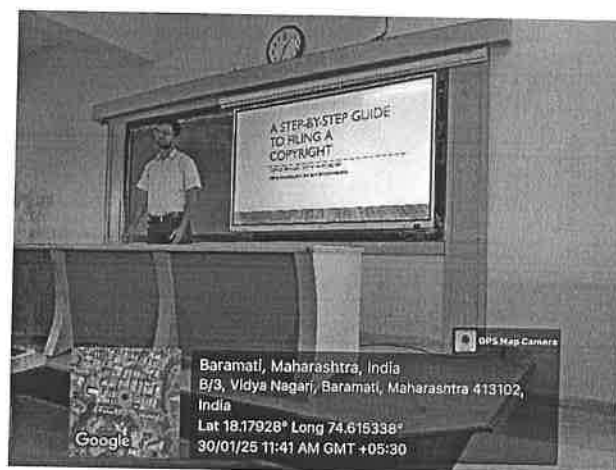 A STEP-BY-STEP GUIDE
TO FILING A
COPYRIGHT
GPS Map Camera
Baramati, Maharashtra, India
B/3, Vidya Nagari, Baramati, Maharashtra 413102,
India
Lat 18.17928° Long 74.615338°
30/01/25 11:41 AM GMT +05:30
Google